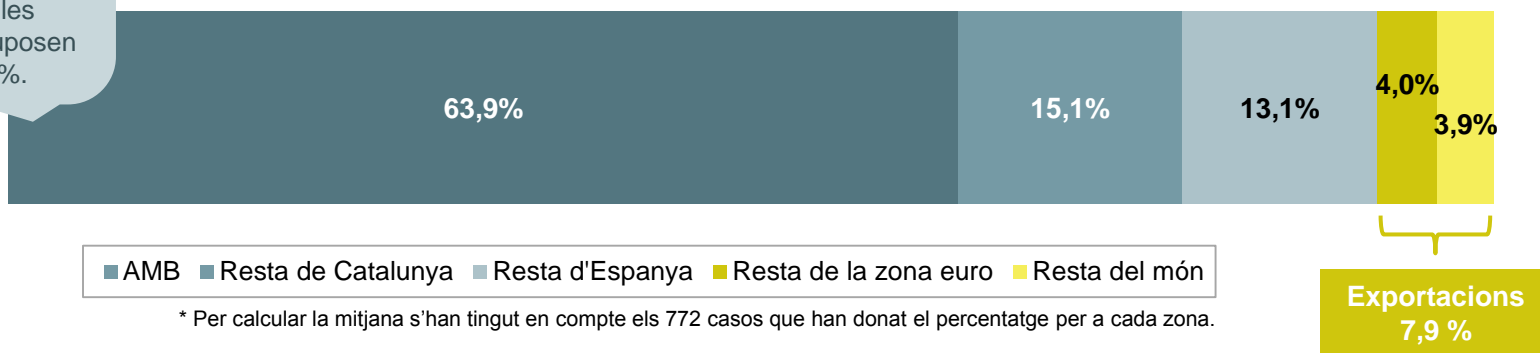 les
%.
63,9%
15,1%
13,1%
4,0%
3,9%
AMB Resta de Catalunya Resta d'Espanya Resta de la zona euro Resta del món
* Per calcular la mitjana s’han tingut en compte els 772 casos que han donat el percentatge per a cada zona.
Exportacions
7,9 %